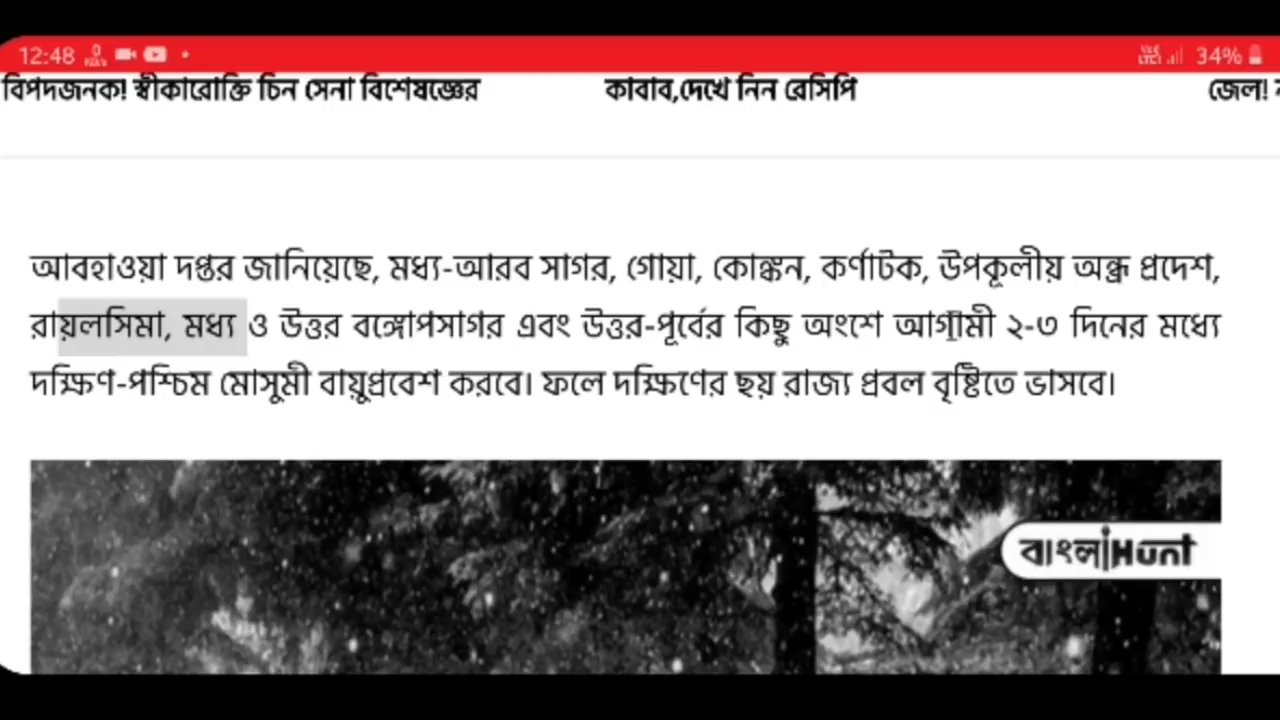 12:48 34%
বিপদজনক! স্বীকারোক্তি চিন সেনা বিশেষজ্ঞের কাবাব,দেখে নিন রেসিপি জেল!
আবহাওয়া দপ্তর জানিয়েছে, মধ্য-আরব সাগর, গোয়া, কোঙ্কন, কর্ণাটক, উপকূলীয় অন্ধ্র প্রদেশ,
রায়লসিমা, মধ্য ও উত্তর বঙ্গোপসাগর এবং উত্তর-পূর্বের কিছু অংশে আগামী ২-৩ দিনের মধ্যে
দক্ষিণ-পশ্চিম মোসুমী বায়ুপ্রবেশ করবে। ফলে দক্ষিণের ছয় রাজ্য প্রবল বৃষ্টিতে ভাসবে।
বাংলাHunt